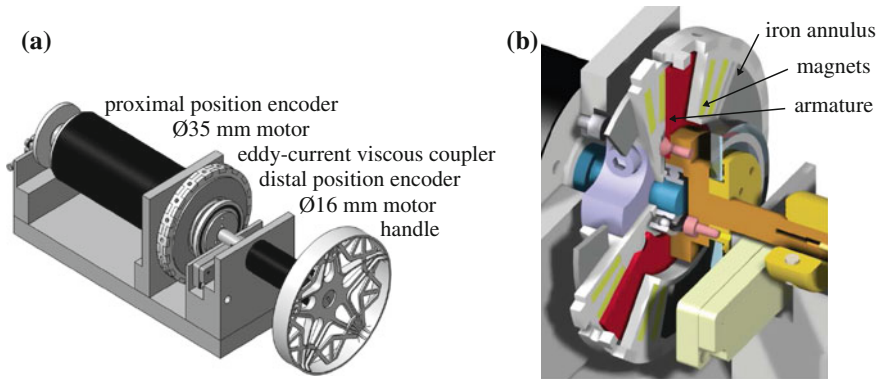 (a)
proximal position encoder
Ø35 mm motor
eddy-current viscous coupler
distal position encoder
Ø16 mm motor
handle
(b)
iron annulus
magnets
armature